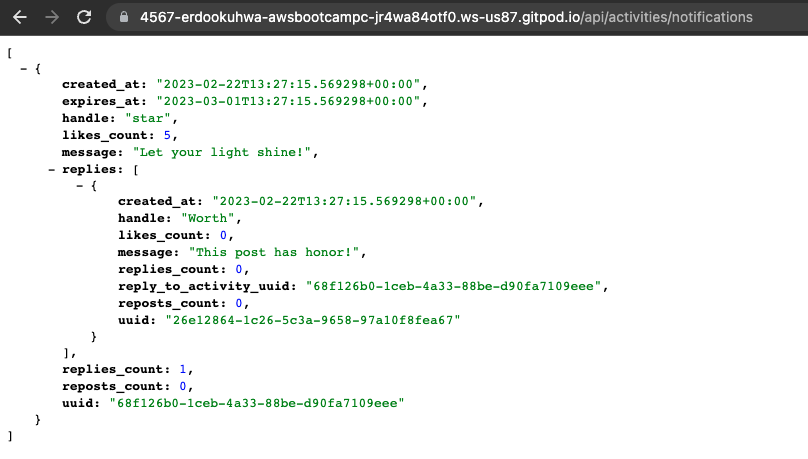 4567-erdookuhwa-awsbootcampc-jr4wa84otf0.ws-us87.gitpod.io/api/activities/notifications
[
– {
created_at: "2023-02-22T13:27:15.569298+00:00",
expires_at: "2023-03-01T13:27:15.569298+00:00",
handle: "star",
likes_count: 5,
message: "Let your light shine!",
– replies: [
– {
created_at: "2023-02-22T13:27:15.569298+00:00",
handle: "Worth",
likes_count: 0,
message: "This post has honor!",
replies_count: 0,
reply_to_activity_uuid: "68f126b0-1ceb-4a33-88be-d90fa7109eee",
reposts_count: 0,
uuid: "26e12864-1c26-5c3a-9658-97a10f8fea67"
}
],
replies_count: 1,
reposts_count: 0,
uuid: "68f126b0-1ceb-4a33-88be-d90fa7109eee"
}
]